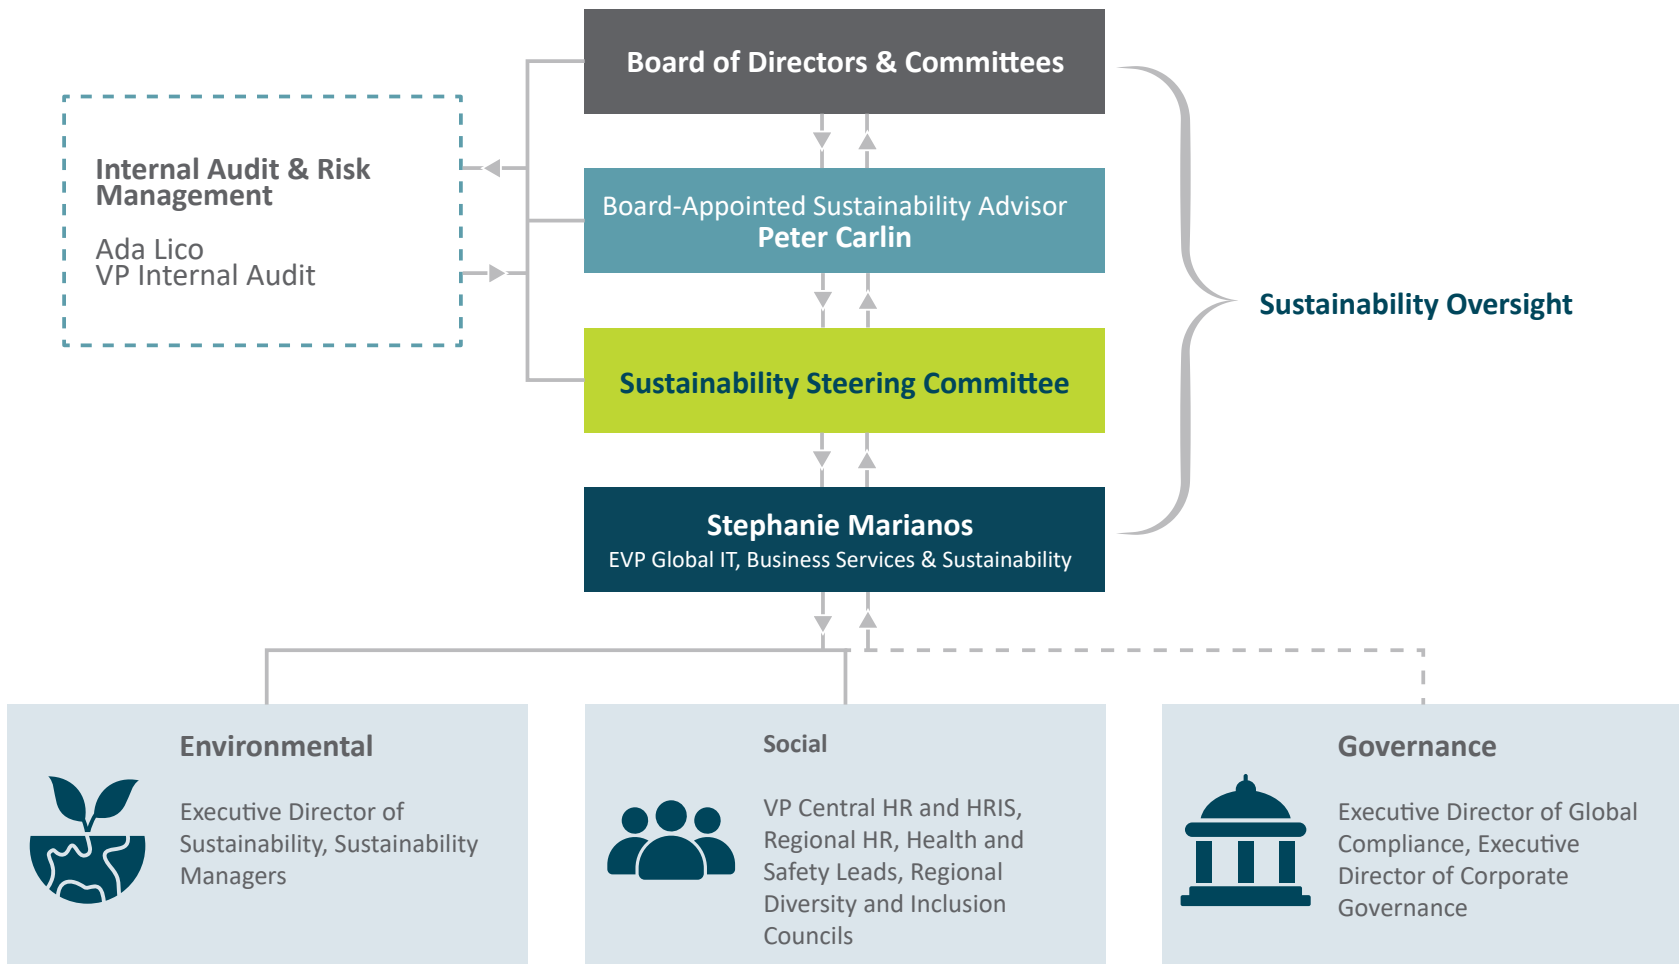 Board of Directors & Committees
Internal Audit & Risk
Management
Ada Lico
VP Internal Audit
Board-Appointed Sustainability Advisor
Peter Carlin
Sustainability Oversight
Sustainability Steering Committee
Stephanie Marianos
EVP Global IT, Business Services & Sustainability
Environmental
Executive Director of
Sustainability, Sustainability
Managers
Social
VP Central HR and HRIS,
Regional HR, Health and
Safety Leads, Regional
Diversity and Inclusion
Councils
Governance
Executive Director of Global
Compliance, Executive
Director of Corporate
Governance